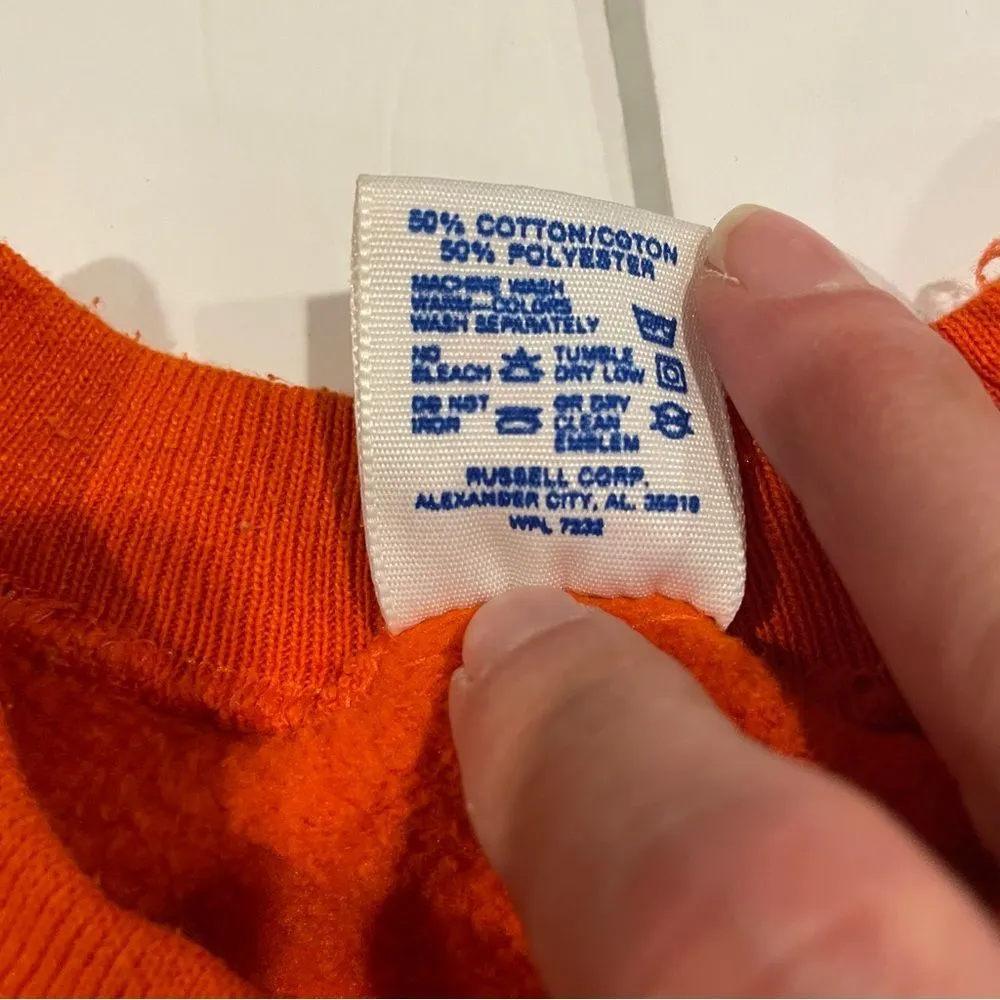 50% COTTON/COTON
50% POLYESTER
MACHINE WASH
WARM—COLORS
WASH SEPARATELY
NO
BLEACH
TUMBLE
DRY LOW
DO NOT
IRON
OR DRY
CLEAN
EMBLEM
RUSSELL CORP.
ALEXANDER CITY, AL. 35010
WPL 7232